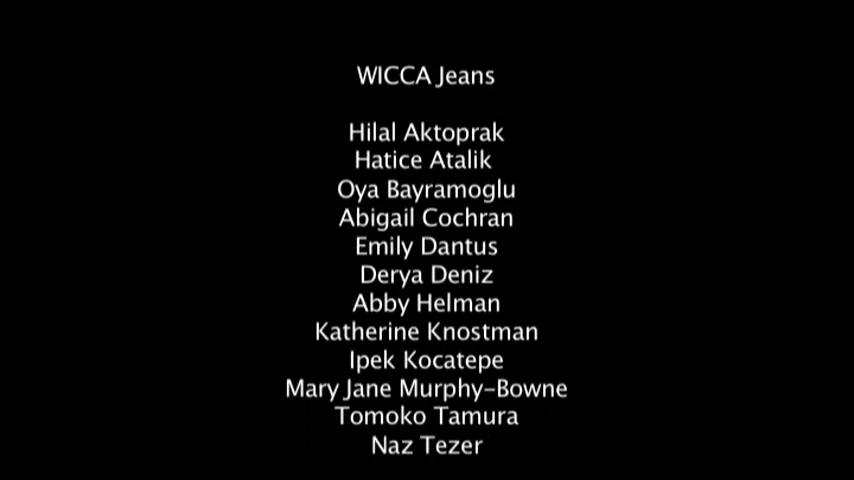 WICCA Jeans
Hilal Aktoprak
Hatice Atalik
Oya Bayramoglu
Abigail Cochran
Emily Dantus
Derya Deniz
Abby Helman
Katherine Knostman
Ipek Kocatepe
Mary Jane Murphy-Bowne
Tomoko Tamura
Naz Tezer